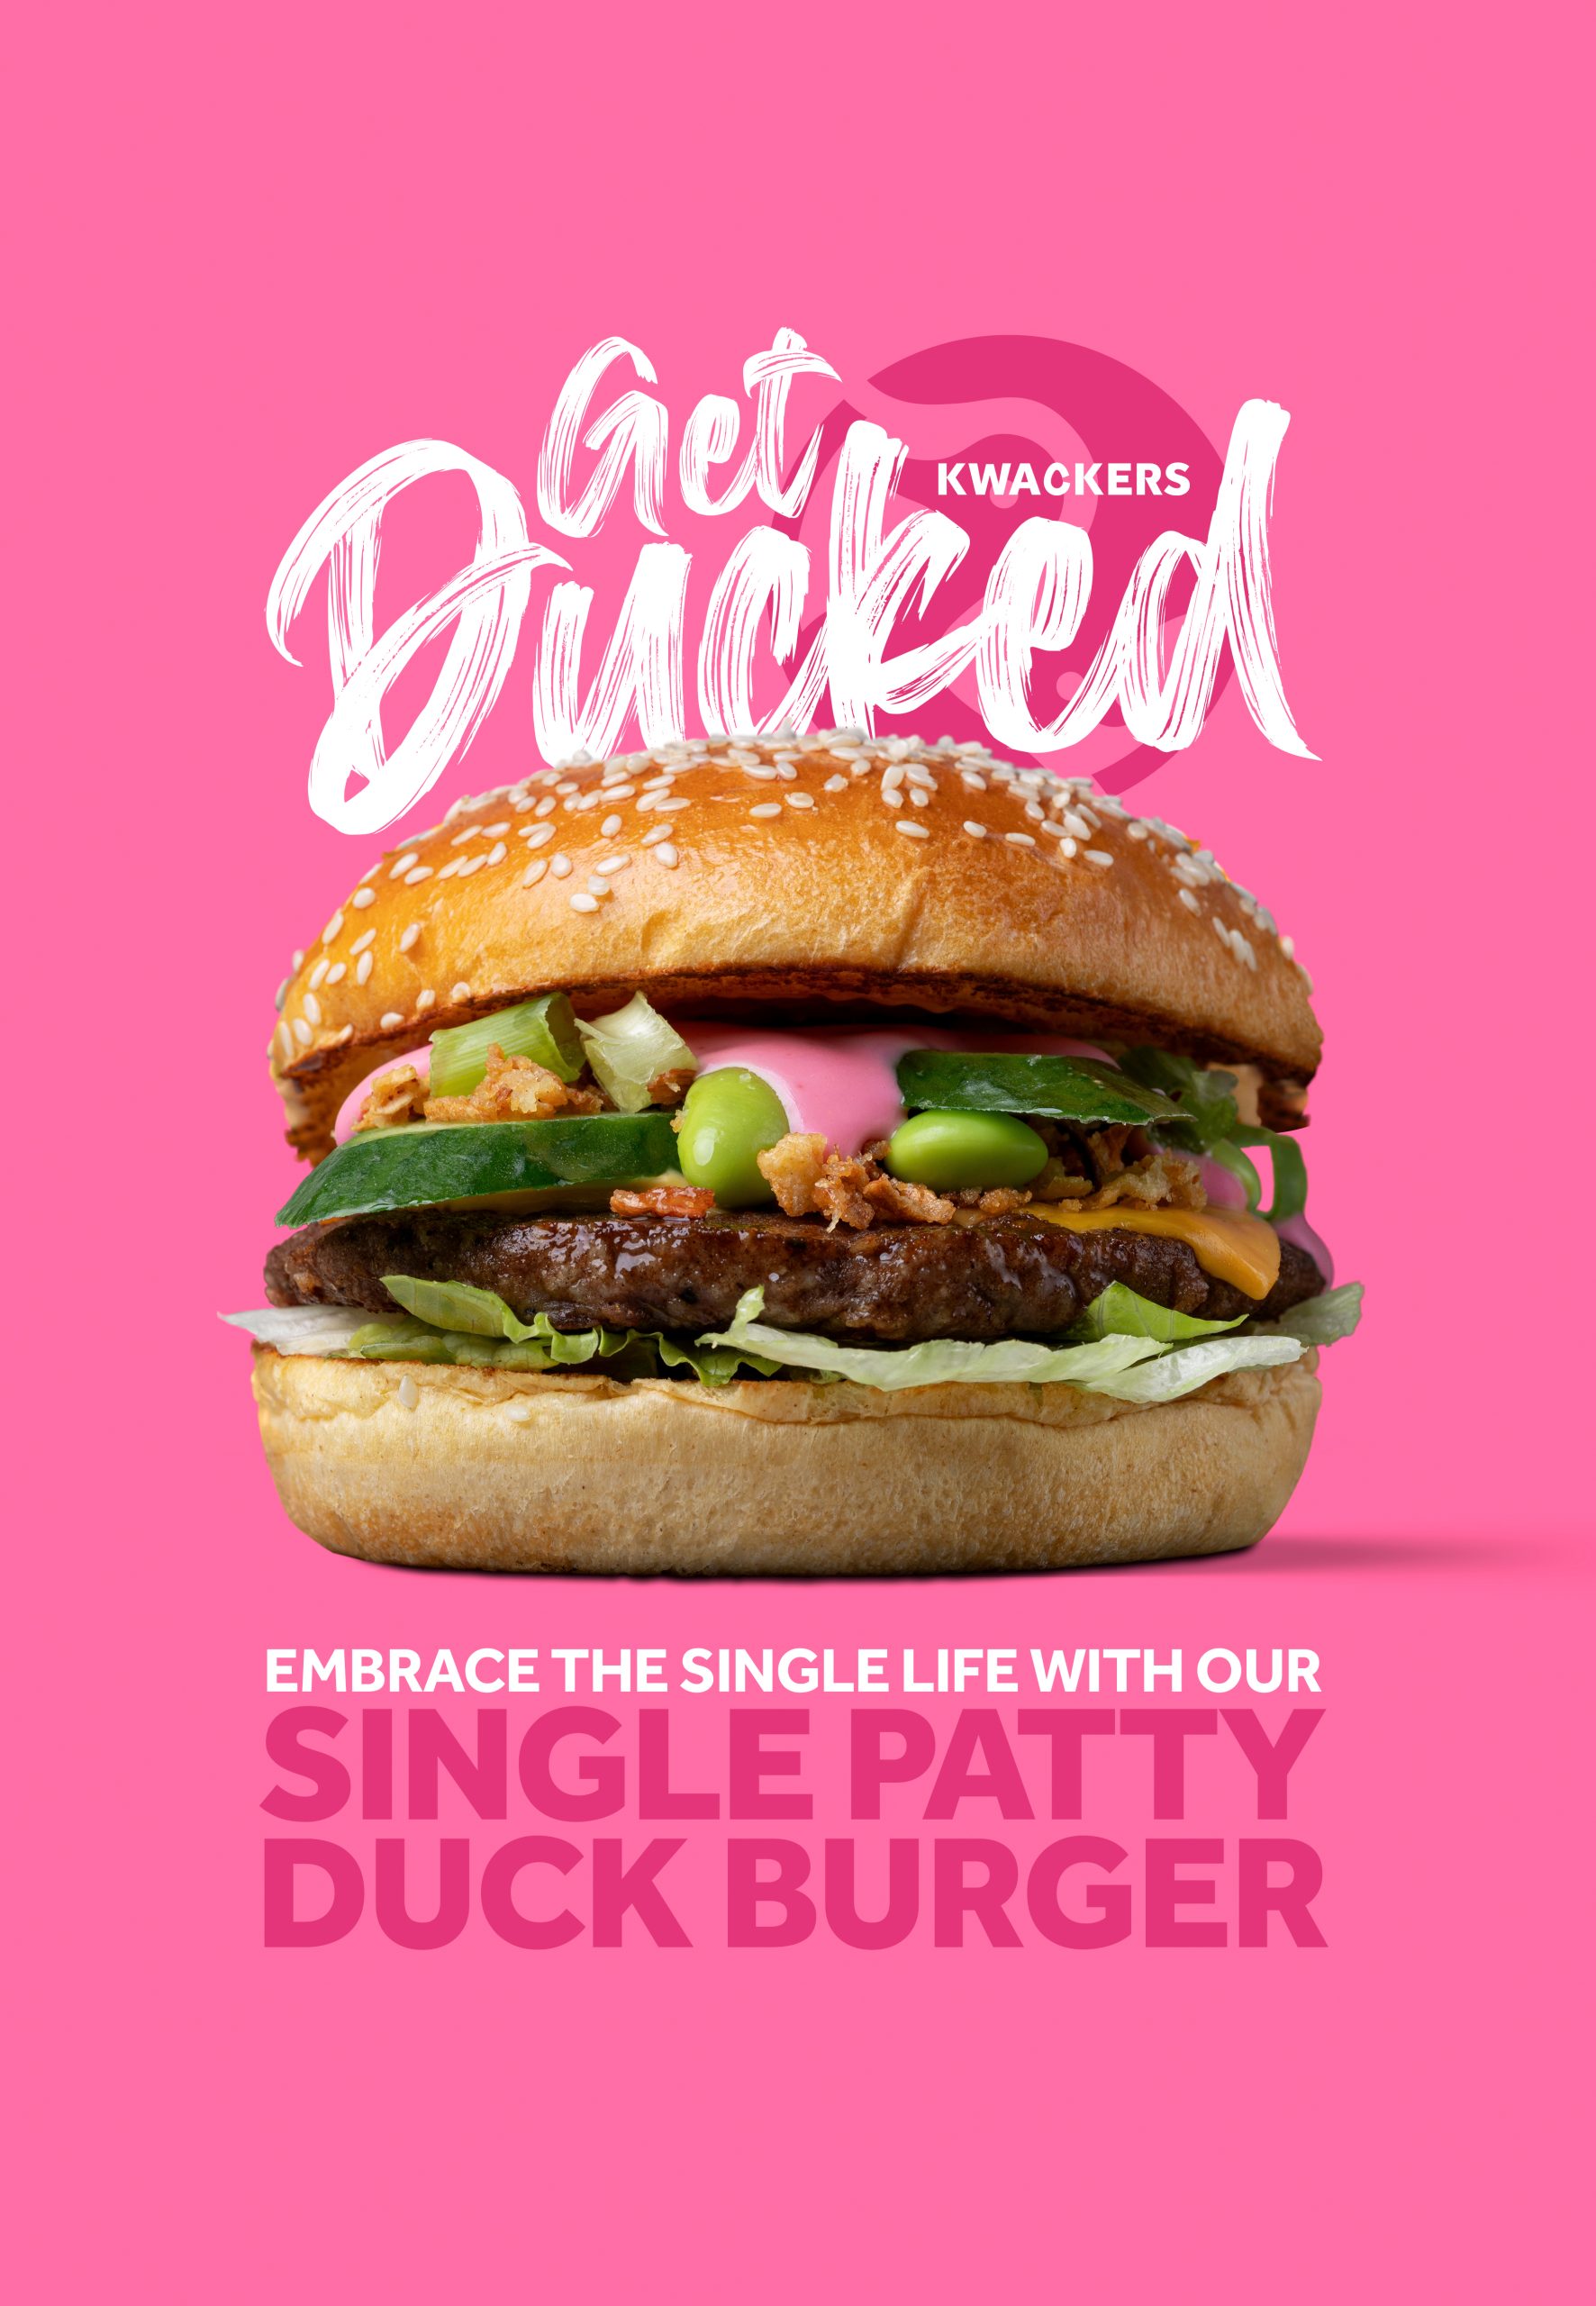 Get
Ducked
KWACKERS
EMBRACE THE SINGLE LIFE WITH OUR
SINGLE PATTY
DUCK BURGER